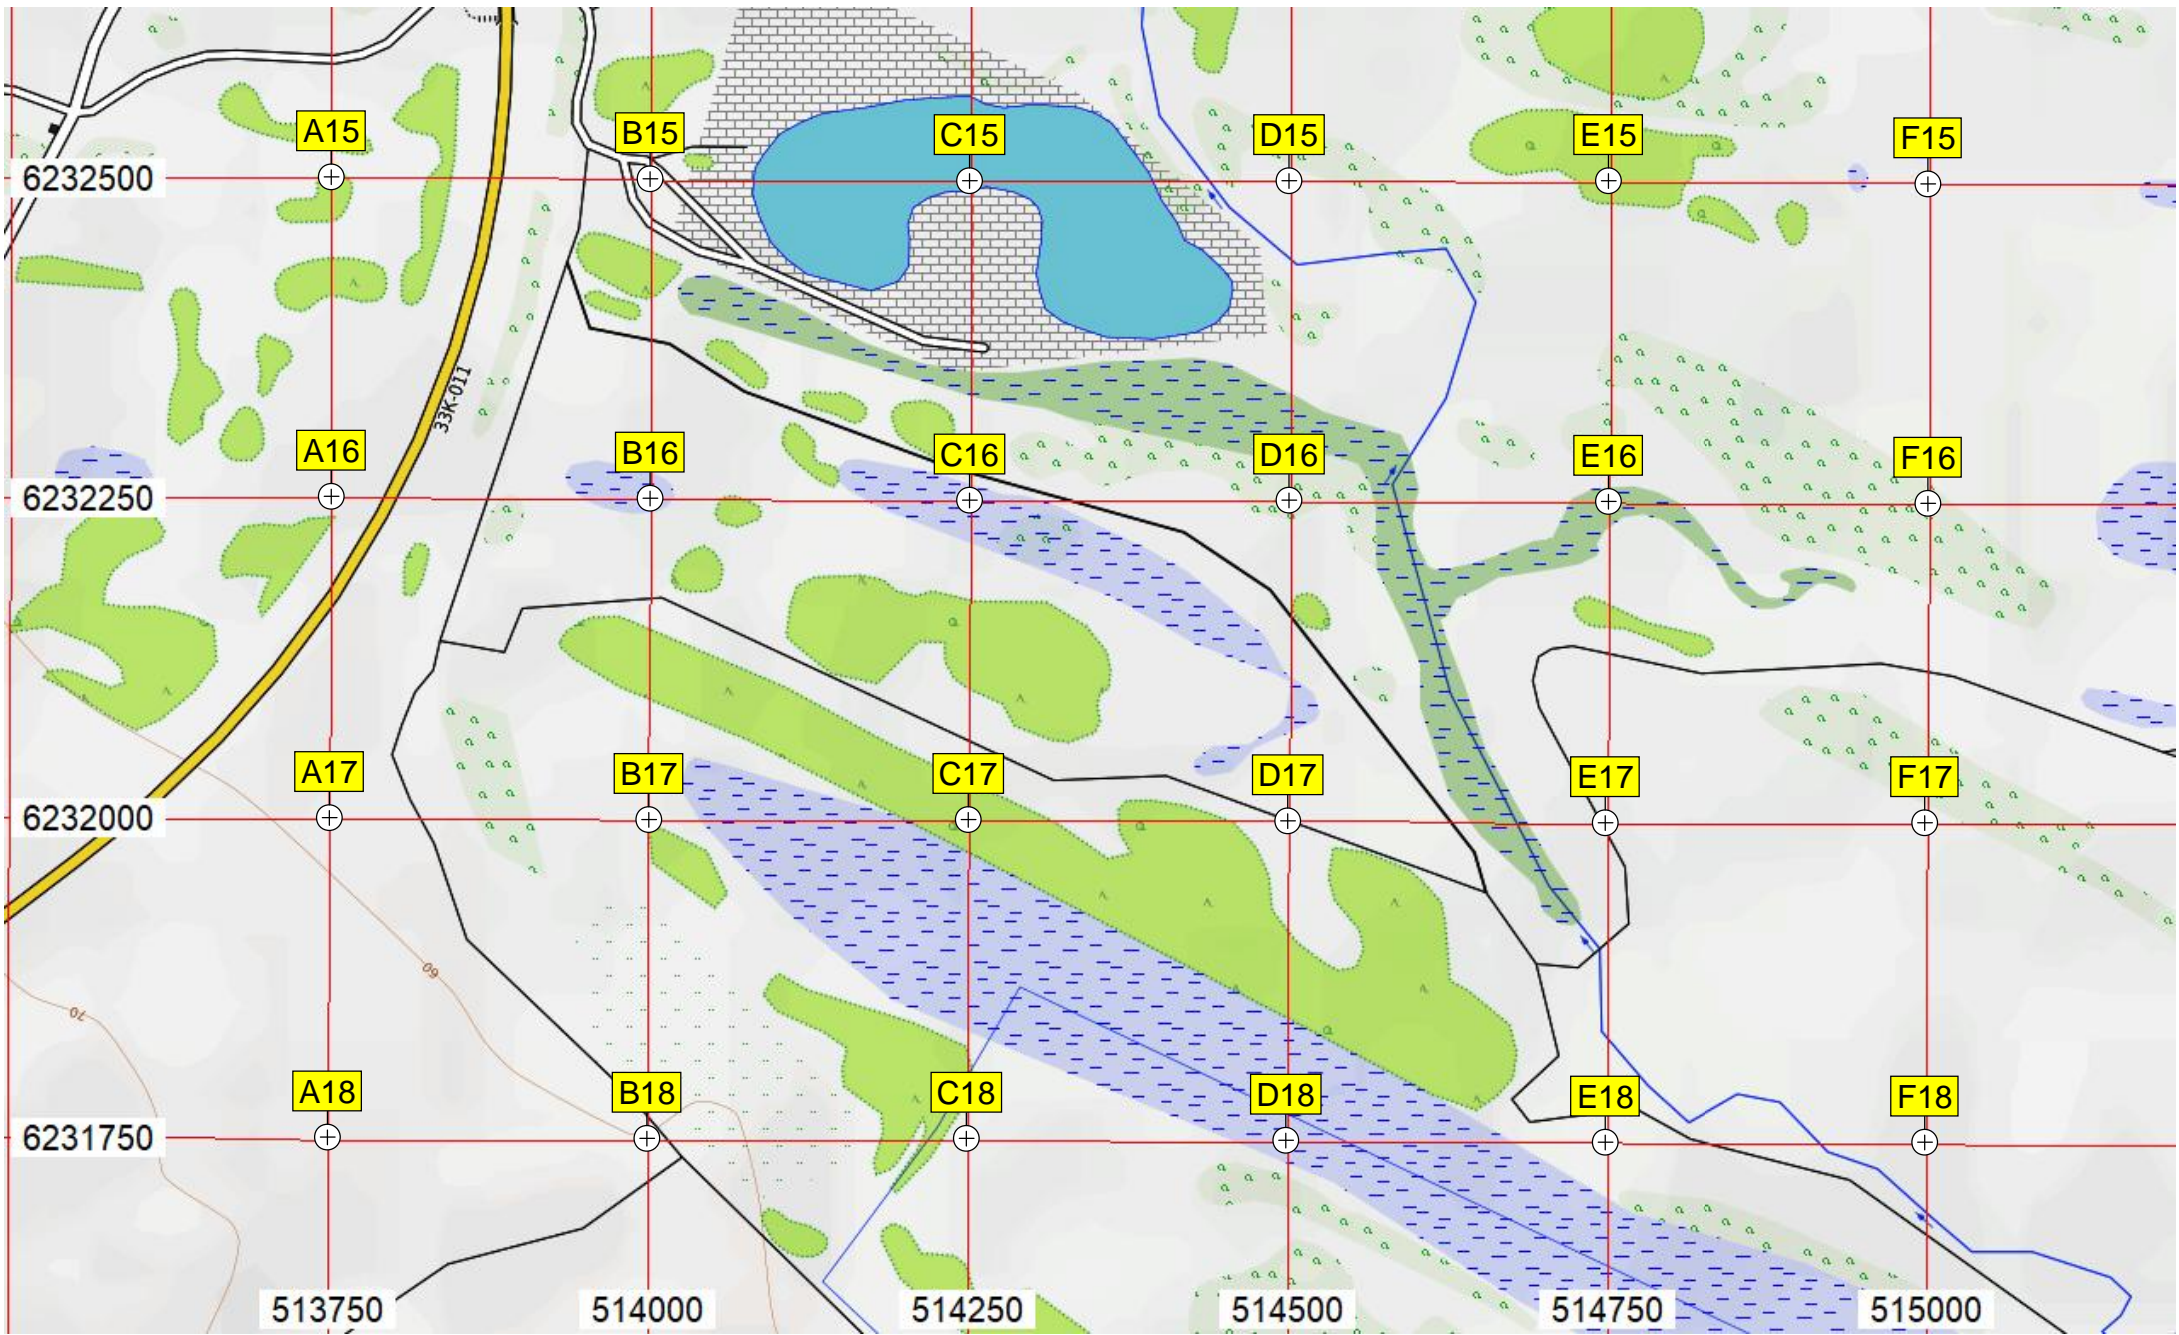 A15 B15 C15 D15 E15 F15
6232500
33K-011
A16 B16 C16 D16 E16 F16
6232250
A17 B17 C17 D17 E17 F17
6232000
60
70
A18 B18 C18 D18 E18 F18
6231750
513750 514000 514250 514500 514750 515000